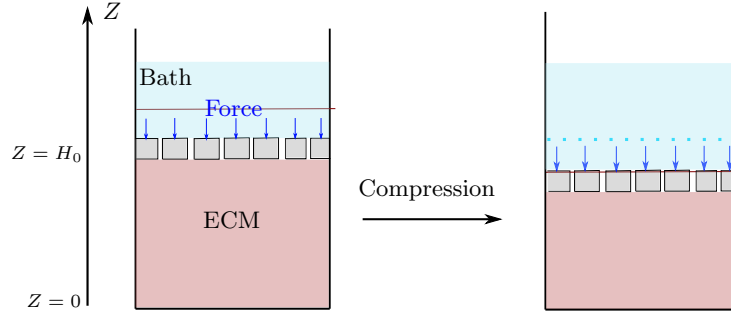 Z
Bath
Force
Z = H₀
Compression
ECM
Z = 0